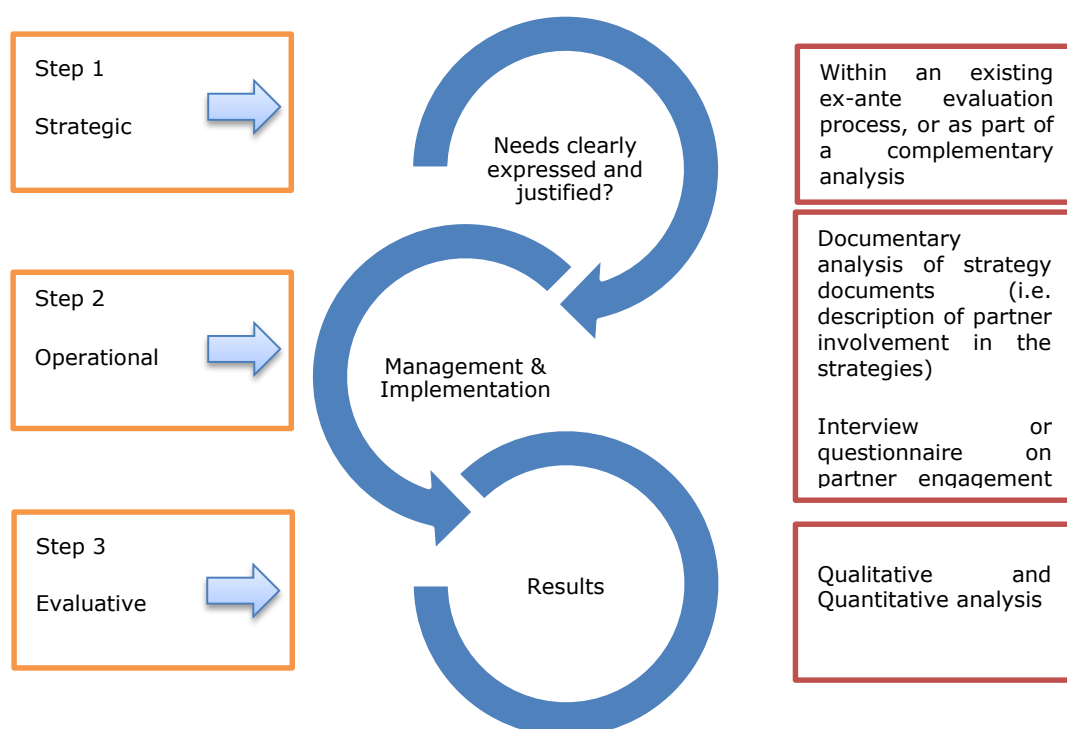 Step 1
Strategic
Needs clearly
expressed and
justified?
Within an existing
ex-ante evaluation
process, or as part of
a complementary
analysis
Step 2
Operational
Management &
Implementation
Documentary
analysis of strategy
documents (i.e.
description of partner
involvement in the
strategies)
Interview or
questionnaire on
partner engagement
Step 3
Evaluative
Results
Qualitative and
Quantitative analysis